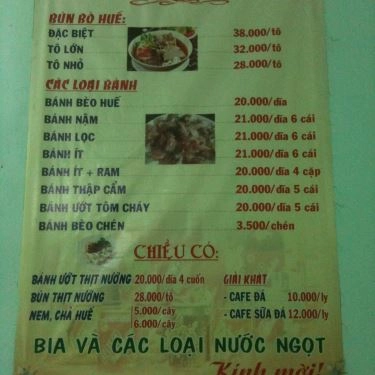 BÚN BÒ HUẾ:
ĐẶC BIỆT 38.000/tô
TÔ LỚN 32.000/tô
TÔ NHỎ 28.000/tô
CÁC LOẠI BÁNH
BÁNH BÈO HUẾ 20.000/dĩa
BÁNH NẬM 21.000/dĩa 6 cái
BÁNH LỌC 21.000/dĩa 6 cái
BÁNH ÍT 21.000/dĩa 6 cái
BÁNH ÍT + RAM 20.000/dĩa 4 cặp
BÁNH THẬP CẨM 20.000/dĩa 5 cái
BÁNH ƯỚT TÔM CHÁY 20.000/dĩa 5 cái
BÁNH BÈO CHÉN 3.500/chén
CHIỀU CÓ:
BÁNH ƯỚT THỊT NƯỚNG 20.000/dĩa 4 cuốn
BÚN THỊT NƯỚNG 28.000/tô
NEM, CHẢ HUẾ 5.000/cây
6.000/cây
GIẢI KHÁT
- CAFE ĐÁ 10.000/ly
- CAFE SỮA ĐÁ 12.000/ly
BIA VÀ CÁC LOẠI NƯỚC NGỌT
Kính mời!